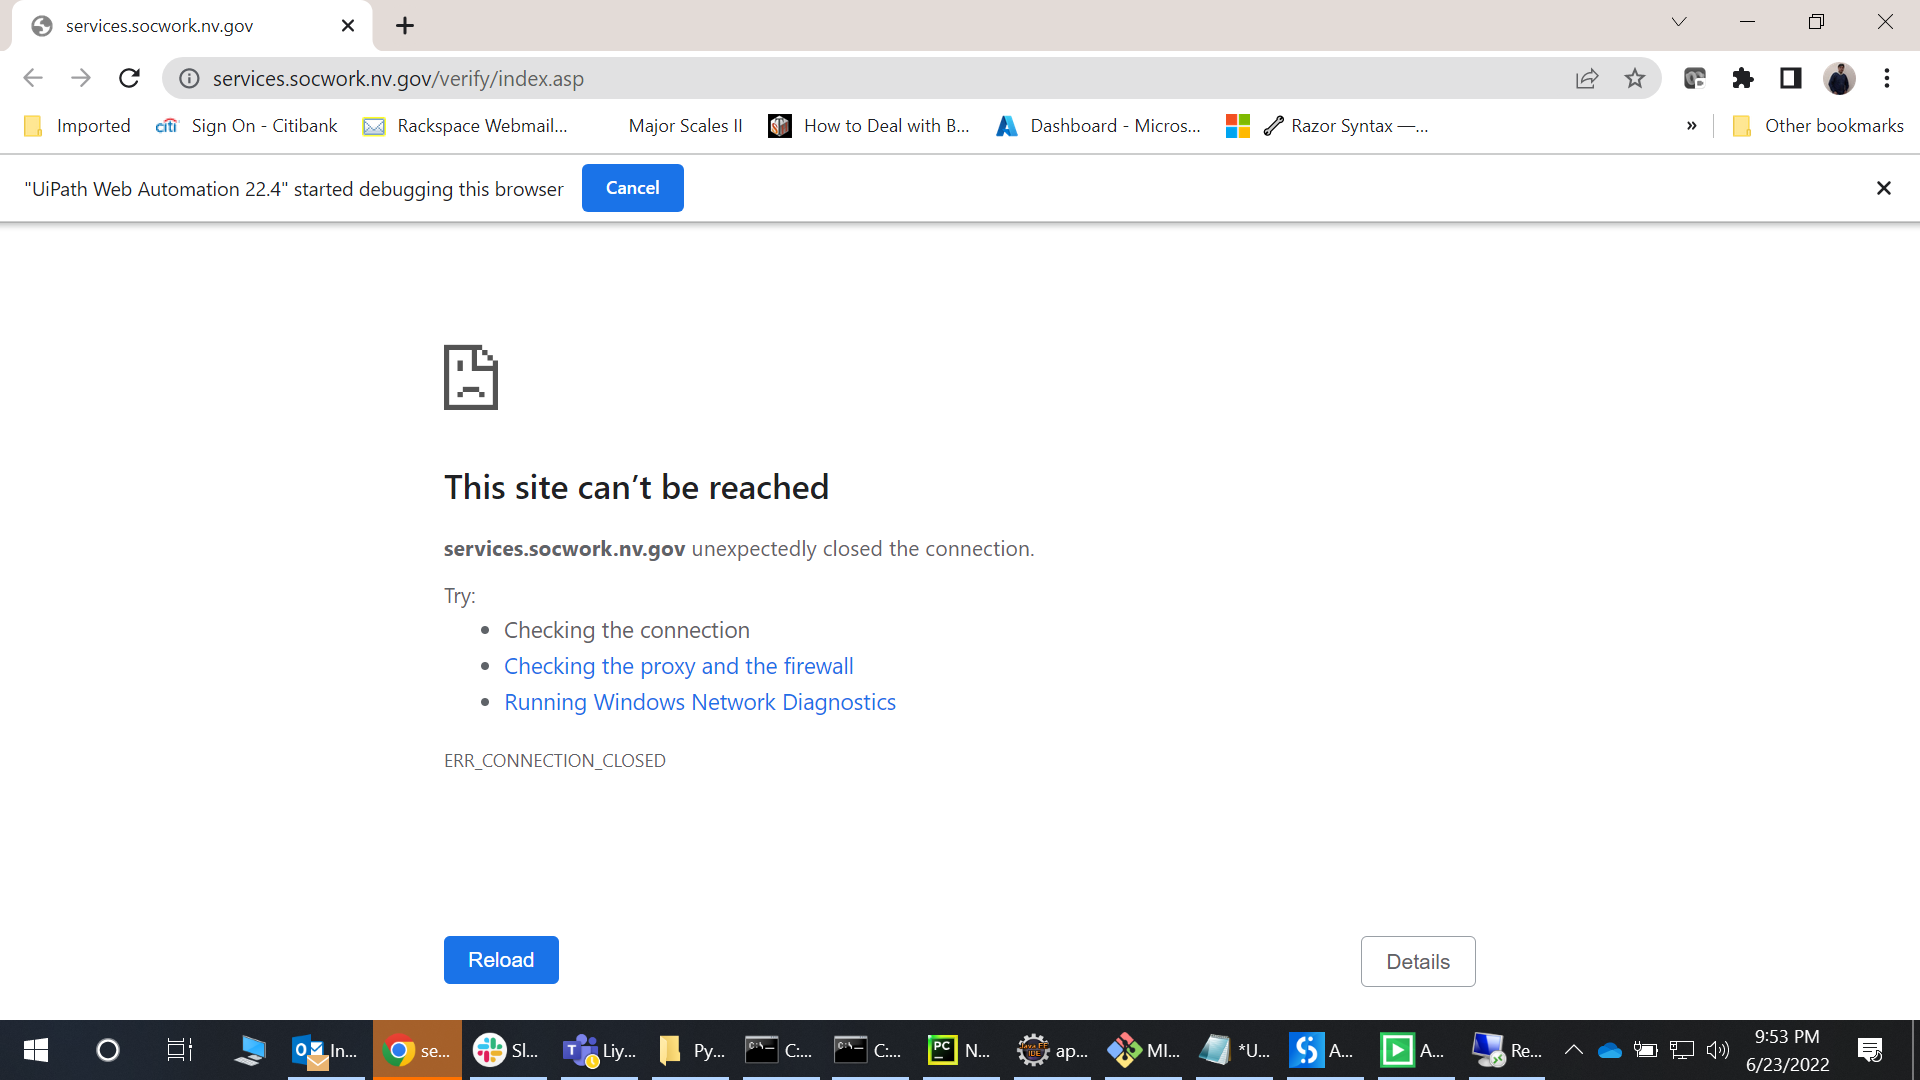 services.socwork.nv.gov
services.socwork.nv.gov/verify/index.asp
Imported
citi
Sign On - Citibank
Rackspace Webmail...
Major Scales II
How to Deal with B...
Dashboard - Micros...
Razor Syntax —...
»
Other bookmarks
"UiPath Web Automation 22.4" started debugging this browser
Cancel
This site can’t be reached
services.socwork.nv.gov unexpectedly closed the connection.
Try:
• Checking the connection
• Checking the proxy and the firewall
• Running Windows Network Diagnostics
ERR_CONNECTION_CLOSED
Reload
Details
In...
se...
Sl...
Liy...
Py...
C:...
C:...
PC
N...
ap...
MI...
*U...
A...
A...
Re...
9:53 PM
6/23/2022